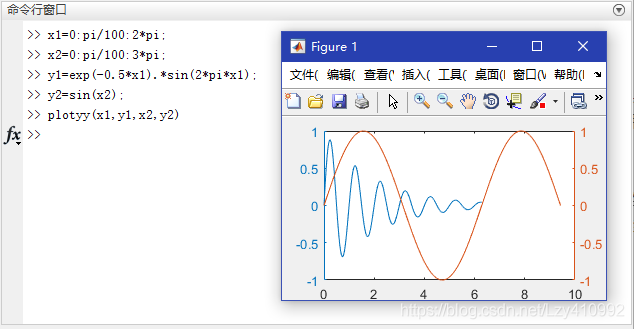 命令行窗口
>> x1=0:pi/100:2*pi;
>> x2=0:pi/100:3*pi;
>> y1=exp(-0.5*x1).*sin(2*pi*x1);
>> y2=sin(x2);
>> plotyy(x1,y1,x2,y2)
fx >>
Figure 1
文件( 编辑( 查看(' 插入( 工具( 桌面( 窗口(\ 帮助(
1 1
0.5 0.5
0 0
-0.5 -0.5
-1 -1
0 2 4 6 8 10
https://blog.csdn.net/Lzy410992